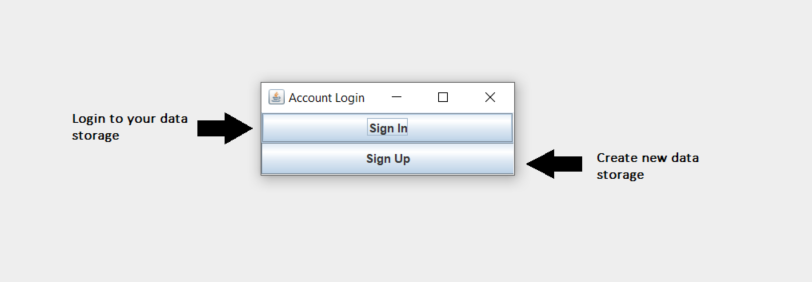 Account Login
Login to your data
storage
Sign In
Sign Up
Create new data
storage